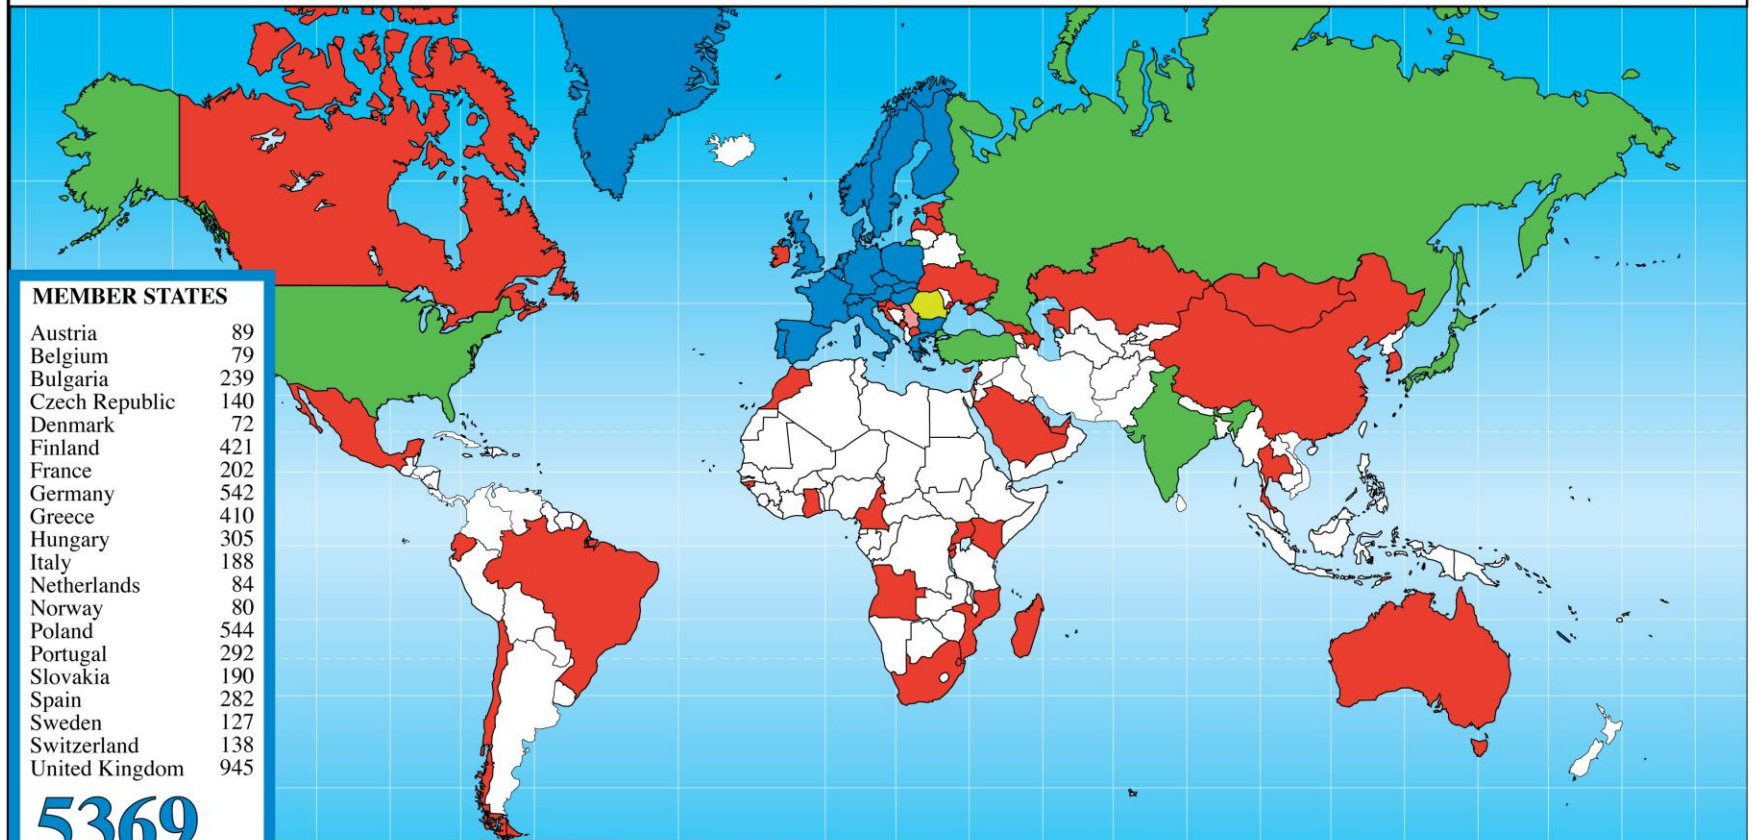 MEMBER STATES
Austria 89
Belgium 79
Bulgaria 239
Czech Republic 140
Denmark 72
Finland 421
France 202
Germany 542
Greece 410
Hungary 305
Italy 188
Netherlands 84
Norway 80
Poland 544
Portugal 292
Slovakia 190
Spain 282
Sweden 127
Switzerland 138
United Kingdom 945
5369